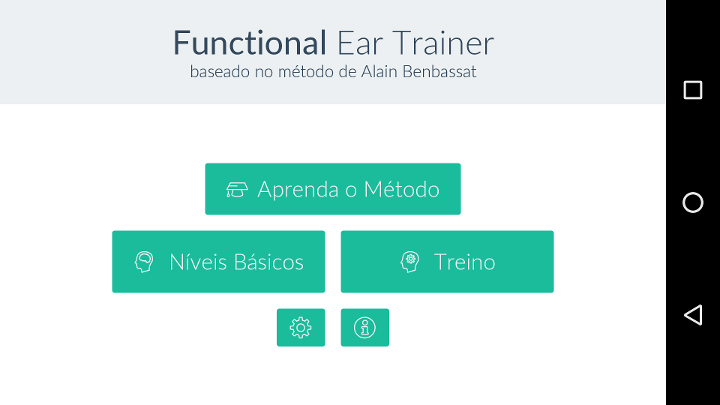 Functional Ear Trainer
baseado no método de Alain Benbassat
Aprenda o Método
Níveis Básicos
Treino